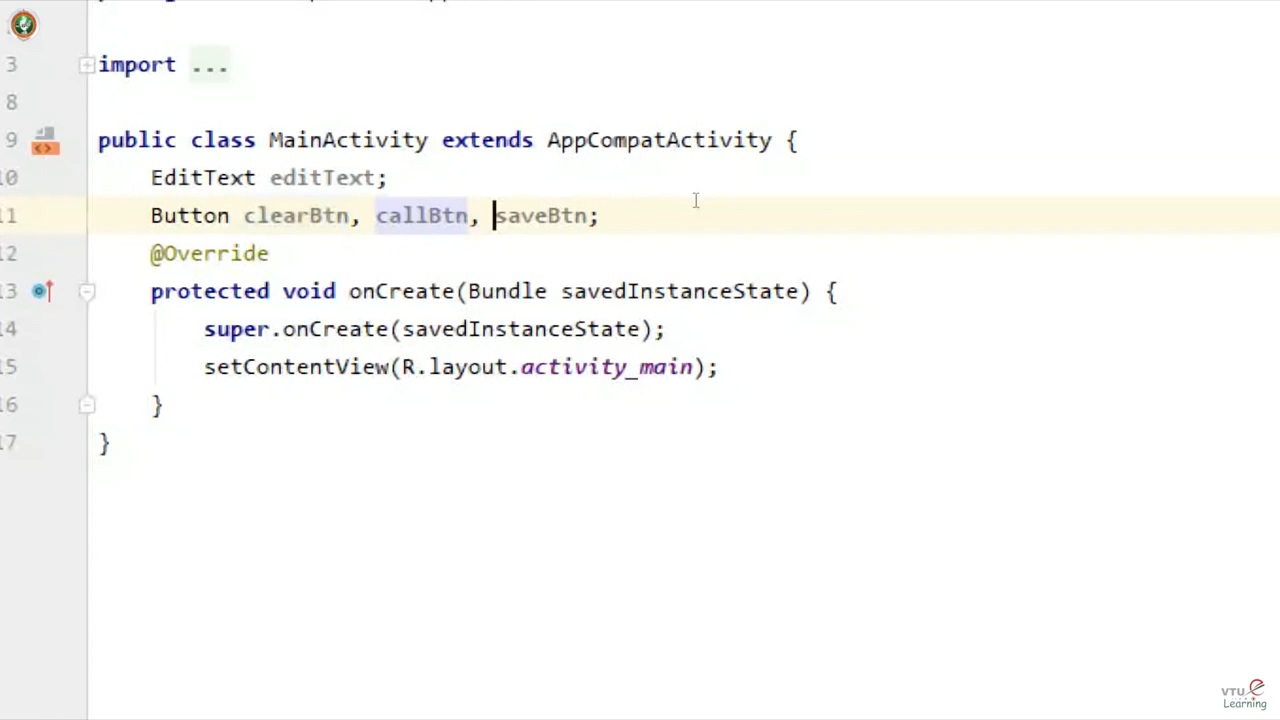 3 import ...
8
9 public class MainActivity extends AppCompatActivity {
10 EditText editText;
11 Button clearBtn, callBtn, saveBtn;
12 @Override
13 protected void onCreate(Bundle savedInstanceState) {
14 super.onCreate(savedInstanceState);
15 setContentView(R.layout.activity_main);
16 }
17 }
VTU e
Learning